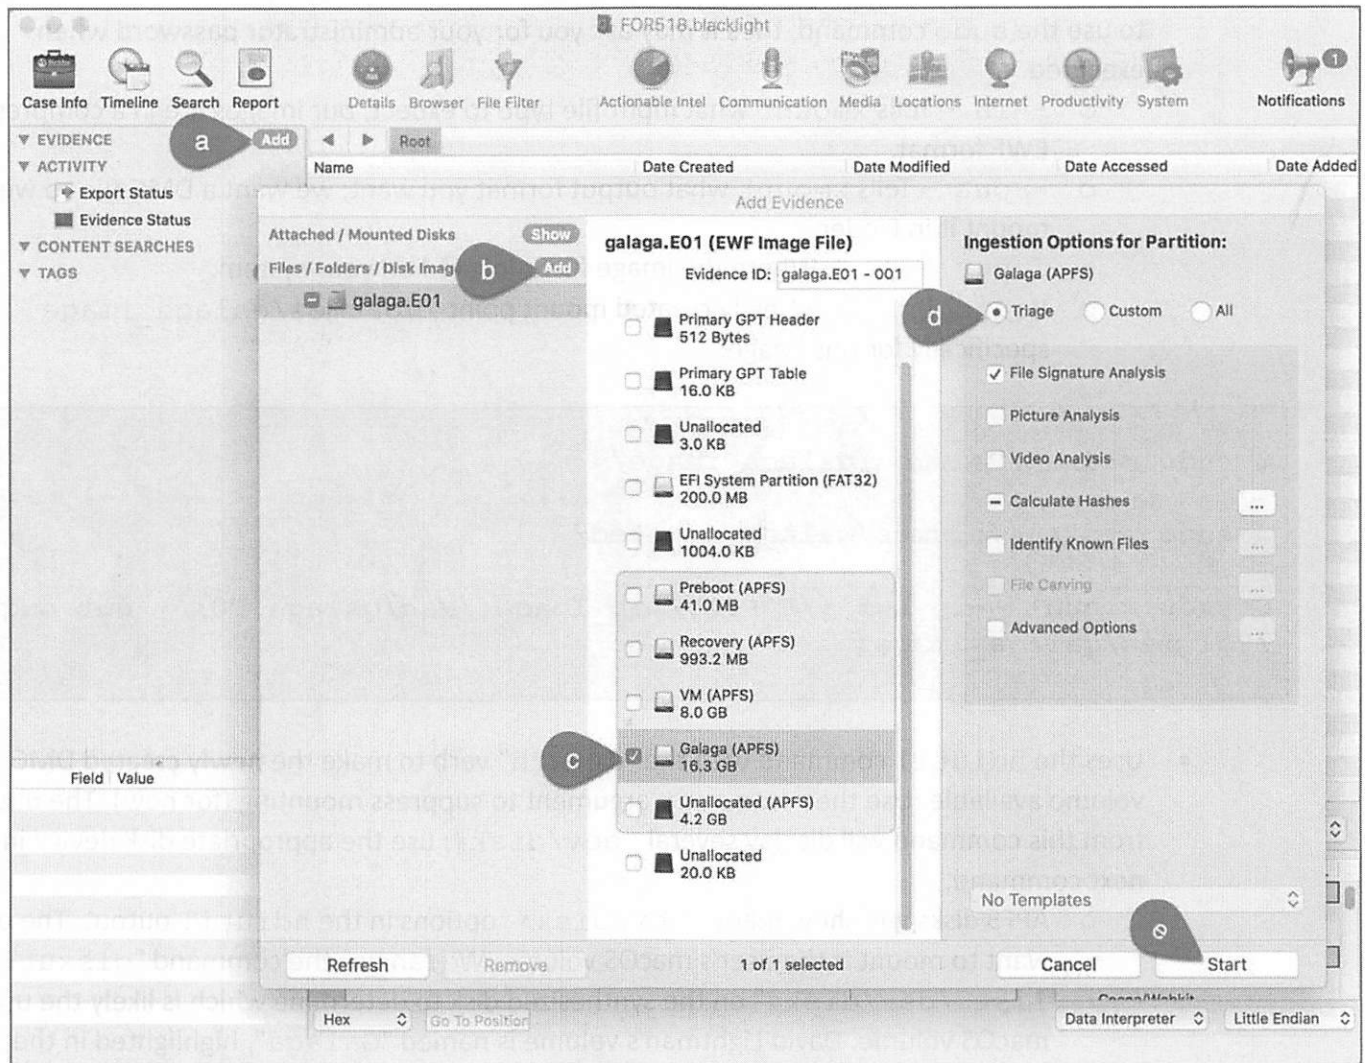 FOR518.blacklight
Case Info Timeline Search Report Details Browser File Filter Actionable Intel Communication Media Locations Internet Productivity System Notifications
1
EVIDENCE
a
Add
Root
ACTIVITY
Name Date Created Date Modified Date Accessed Date Added
Export Status
Evidence Status
CONTENT SEARCHES
TAGS
Add Evidence
Attached / Mounted Disks
Show
Files / Folders / Disk Imag
b
Add
galaga.E01
galaga.E01 (EWF Image File)
Evidence ID: galaga.E01 - 001
Primary GPT Header
512 Bytes
Primary GPT Table
16.0 KB
Unallocated
3.0 KB
EFI System Partition (FAT32)
200.0 MB
Unallocated
1004.0 KB
Preboot (APFS)
41.0 MB
Recovery (APFS)
993.2 MB
VM (APFS)
8.0 GB
c
Galaga (APFS)
16.3 GB
Unallocated (APFS)
4.2 GB
Unallocated
20.0 KB
Ingestion Options for Partition:
Galaga (APFS)
d
Triage Custom All
File Signature Analysis
Picture Analysis
Video Analysis
Calculate Hashes ...
Identify Known Files ...
File Carving ...
Advanced Options ...
No Templates
e
Field Value
Refresh Remove 1 of 1 selected Cancel Start
Cocoa/Webkit
Hex Go To Position Data Interpreter Little Endian